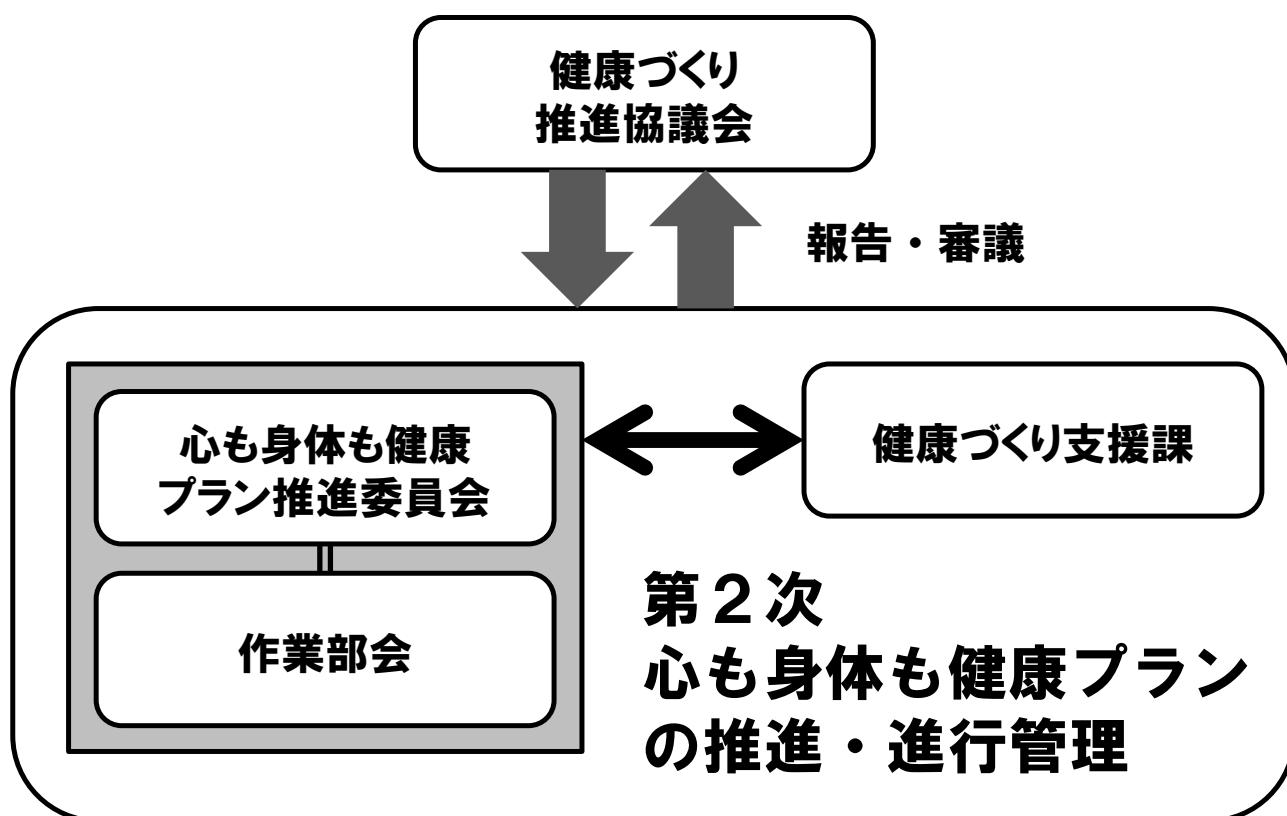 健康づくり
推進協議会
報告・審議
心も身体も健康
プラン推進委員会
健康づくり支援課
作業部会
第２次
心も身体も健康プラン
の推進・進行管理